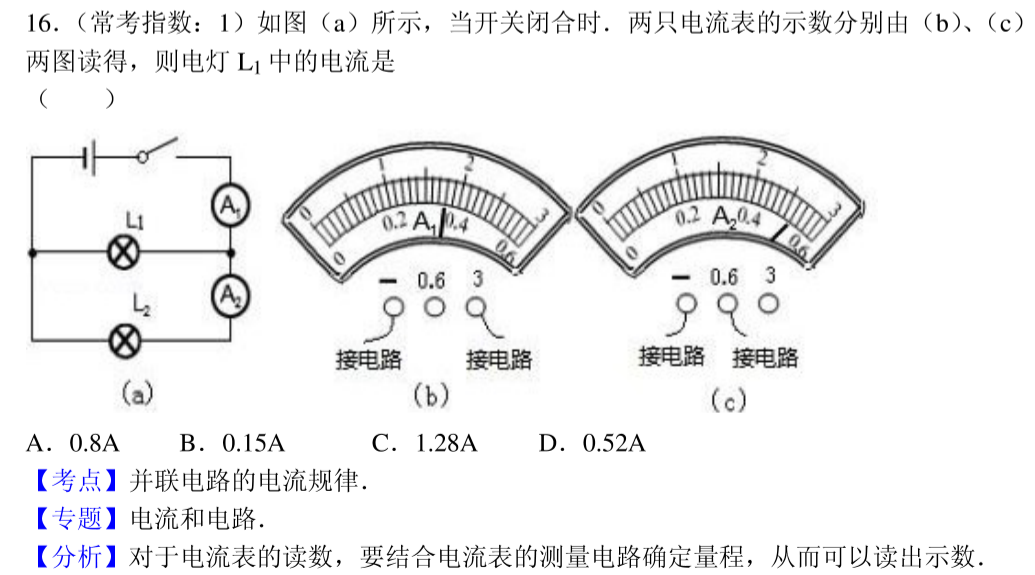 16．（常考指数：1）如图（a）所示，当开关闭合时．两只电流表的示数分别由（b）、（c）
两图读得，则电灯 L1 中的电流是
（　　）
A1
L1
A2
L2
(a)
0 1 2 3
0 0.2 0.4 0.6
A1
− 0.6 3
接电路 接电路
(b)
0 1 2 3
0 0.2 0.4 0.6
A2
− 0.6 3
接电路 接电路
(c)
A．0.8A B．0.15A C．1.28A D．0.52A
【考点】并联电路的电流规律．
【专题】电流和电路．
【分析】对于电流表的读数，要结合电流表的测量电路确定量程，从而可以读出示数．